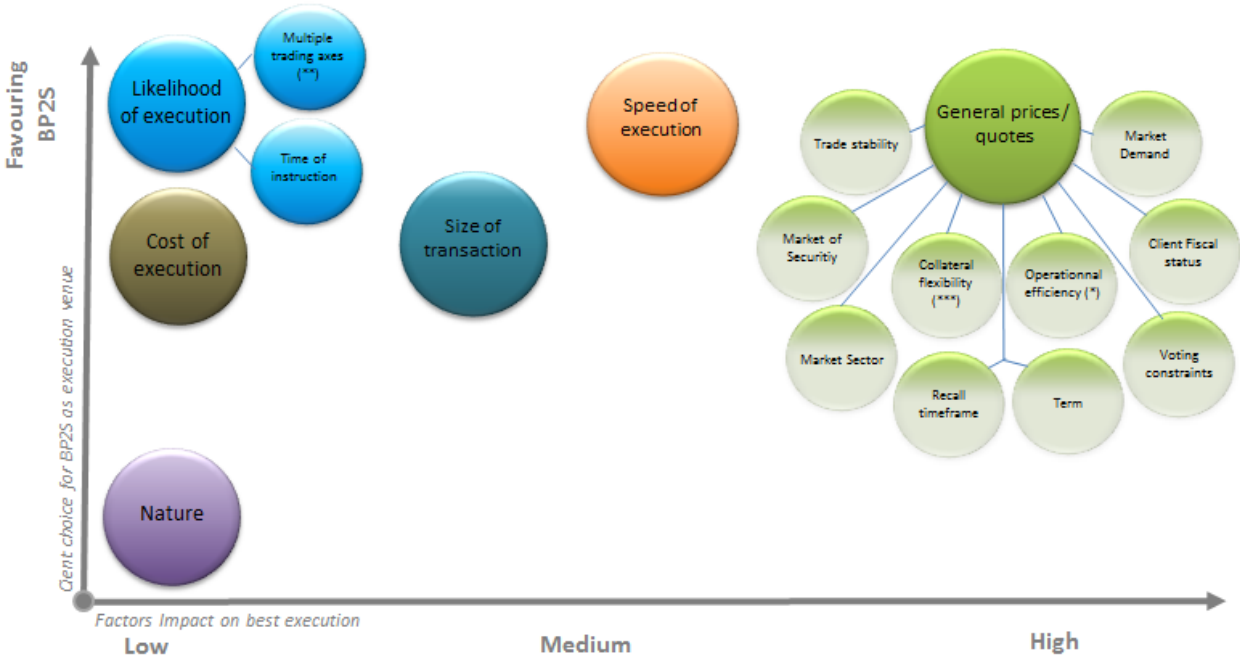 Favouring
BP2S
Cient choice for BP2S as execution venue
Likelihood
of execution
Multiple
trading axes
(**)
Time of
instruction
Cost of
execution
Nature
Size of
transaction
Speed of
execution
General prices/
quotes
Trade stability
Market of
Securitiy
Market Sector
Collateral
flexibility
(***)
Recall
timeframe
Operationnal
efficiency (*)
Term
Market
Demand
Client Fiscal
status
Voting
constraints
Factors Impact on best execution
Low
Medium
High